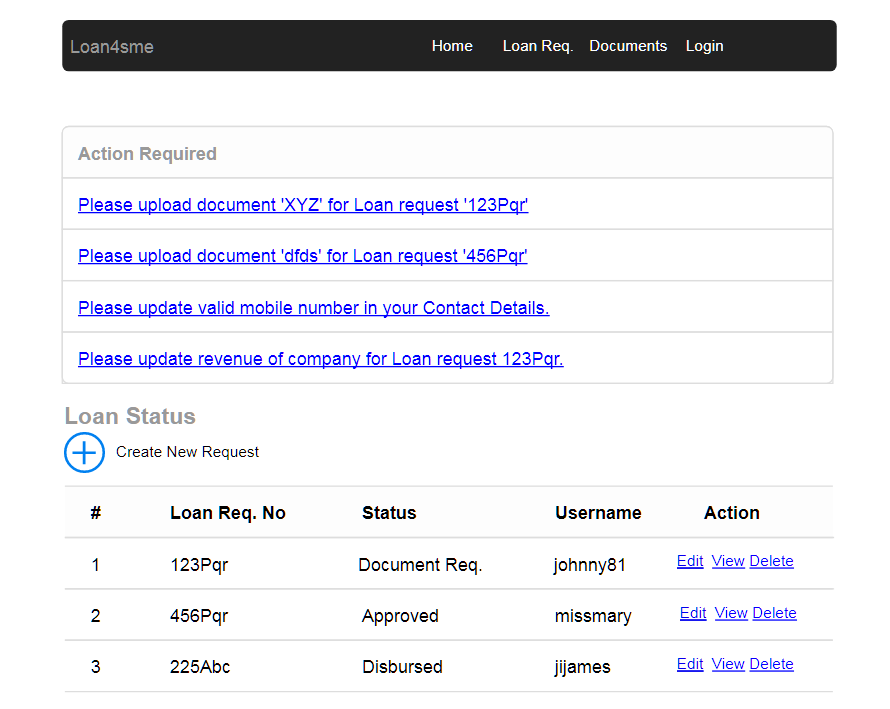 Loan4sme Home Loan Req. Documents Login
Action Required
Please upload document 'XYZ' for Loan request '123Pqr'
Please upload document 'dfds' for Loan request '456Pqr'
Please update valid mobile number in your Contact Details.
Please update revenue of company for Loan request 123Pqr.
Loan Status
Create New Request
# Loan Req. No Status Username Action
1 123Pqr Document Req. johnny81 Edit View Delete
2 456Pqr Approved missmary Edit View Delete
3 225Abc Disbursed jijames Edit View Delete